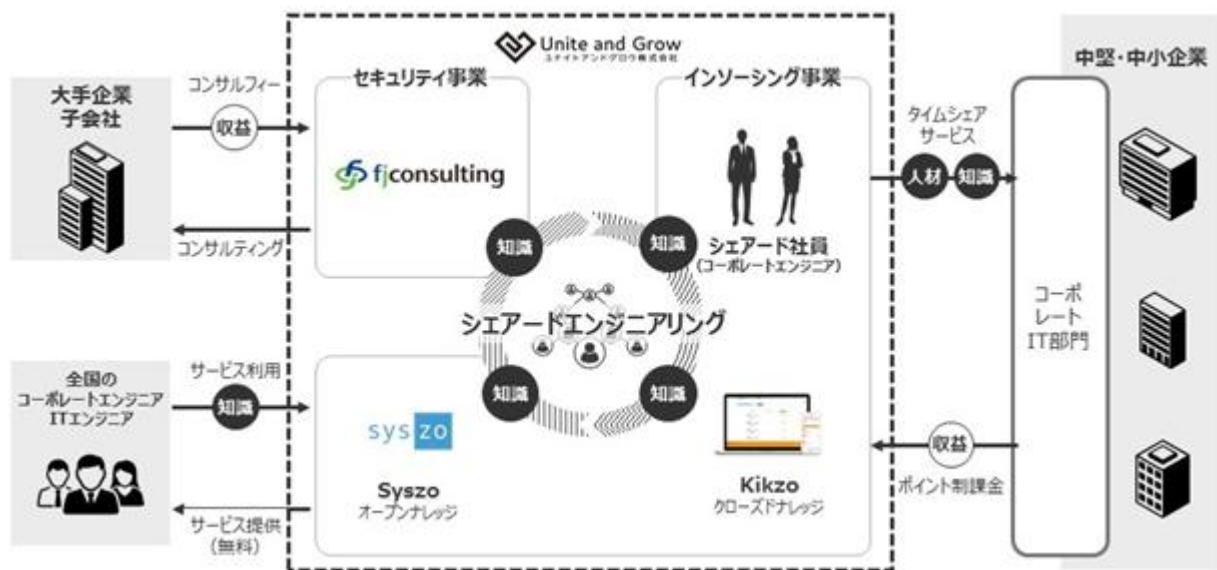 Unite and Grow
ユナイトアンドグロウ株式会社
大手企業
子会社
コンサルフィー
収益
コンサルティング
セキュリティ事業
fjconsulting
インソーシング事業
シェアード社員
(コーポレートエンジニア)
知識
知識
シェアードエンジニアリング
知識
知識
タイムシェア
サービス
人材
知識
中堅・中小企業
コーポ
レート
IT部門
全国の
コーポレートエンジニア
ITエンジニア
サービス利用
知識
サービス提供
(無料)
syszo
Syszo
オープンナレッジ
Kikzo
クローズドナレッジ
収益
ポイント制課金